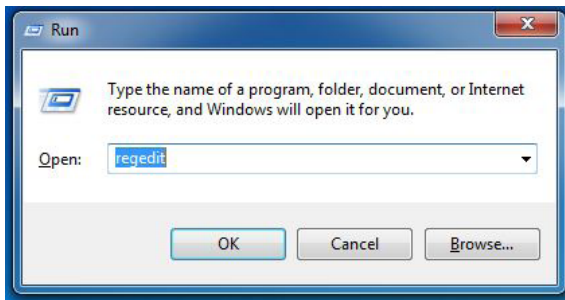 Run
Type the name of a program, folder, document, or Internet
resource, and Windows will open it for you.
Open: regedit
OK Cancel Browse...